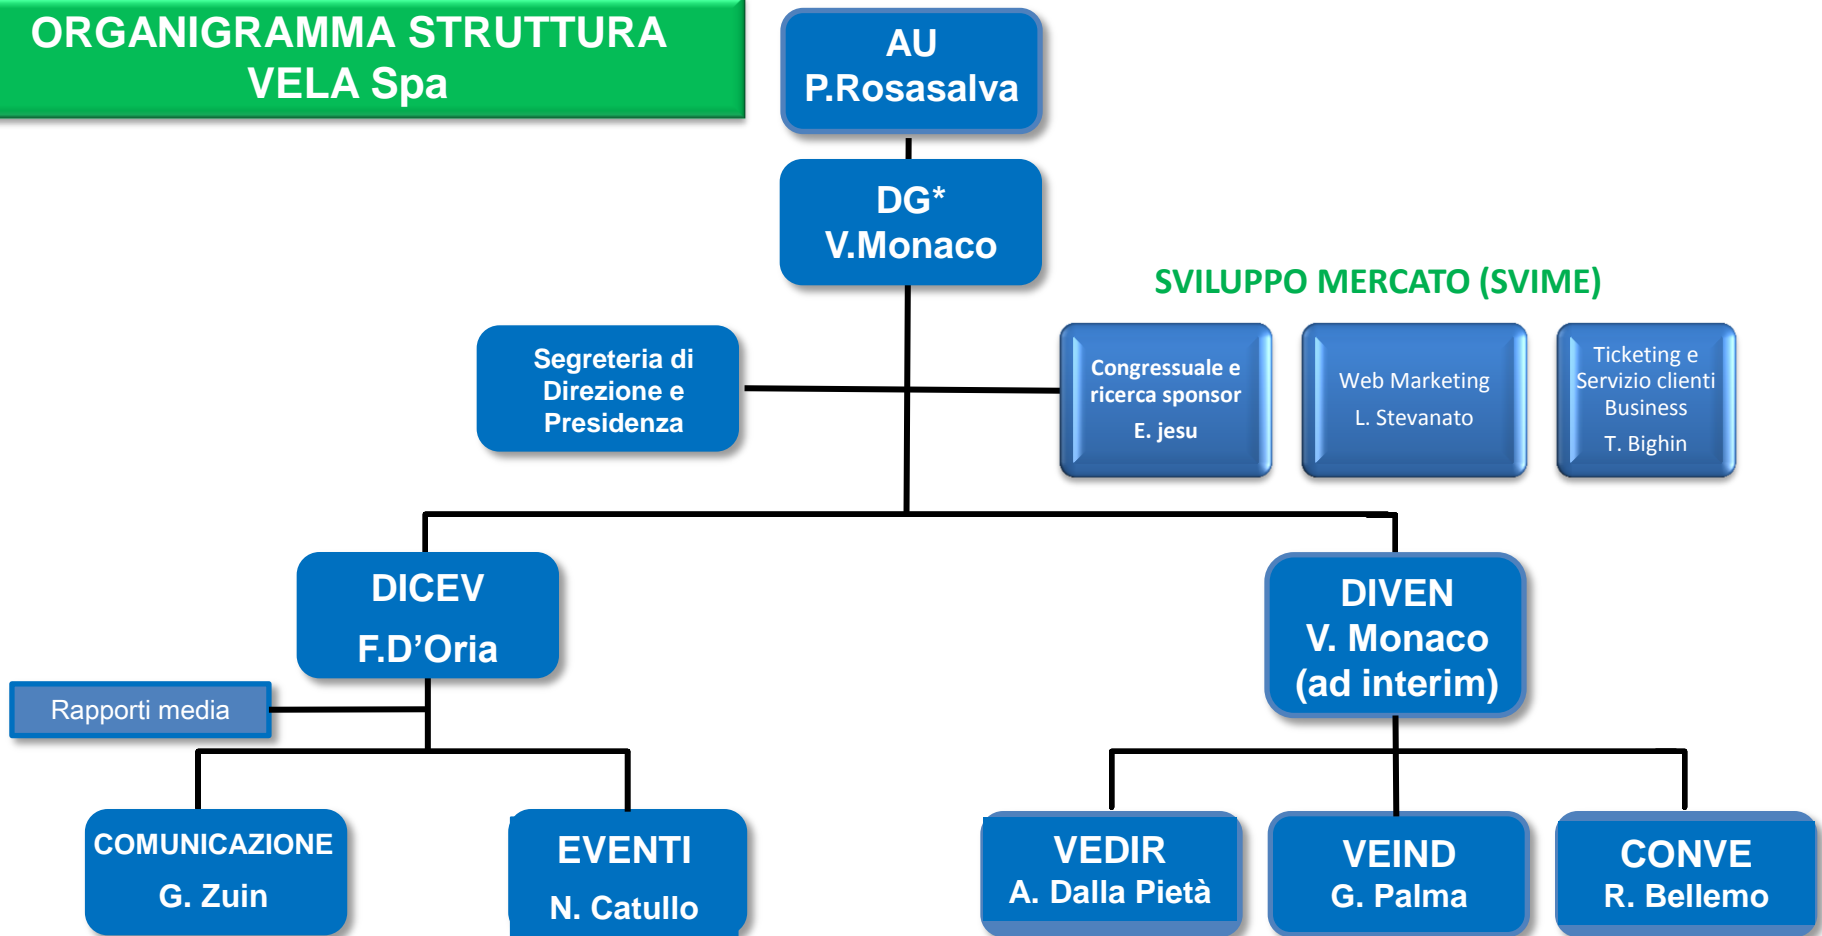 ORGANIGRAMMA STRUTTURA
VELA Spa
AU
P.Rosasalva
DG*
V.Monaco
SVILUPPO MERCATO (SVIME)
Segreteria di
Direzione e
Presidenza
Congressuale e
ricerca sponsor
E. jesu
Web Marketing
L. Stevanato
Ticketing e
Servizio clienti
Business
T. Bighin
DICEV
F.D’Oria
DIVEN
V. Monaco
(ad interim)
Rapporti media
COMUNICAZIONE
G. Zuin
EVENTI
N. Catullo
VEDIR
A. Dalla Pietà
VEIND
G. Palma
CONVE
R. Bellemo